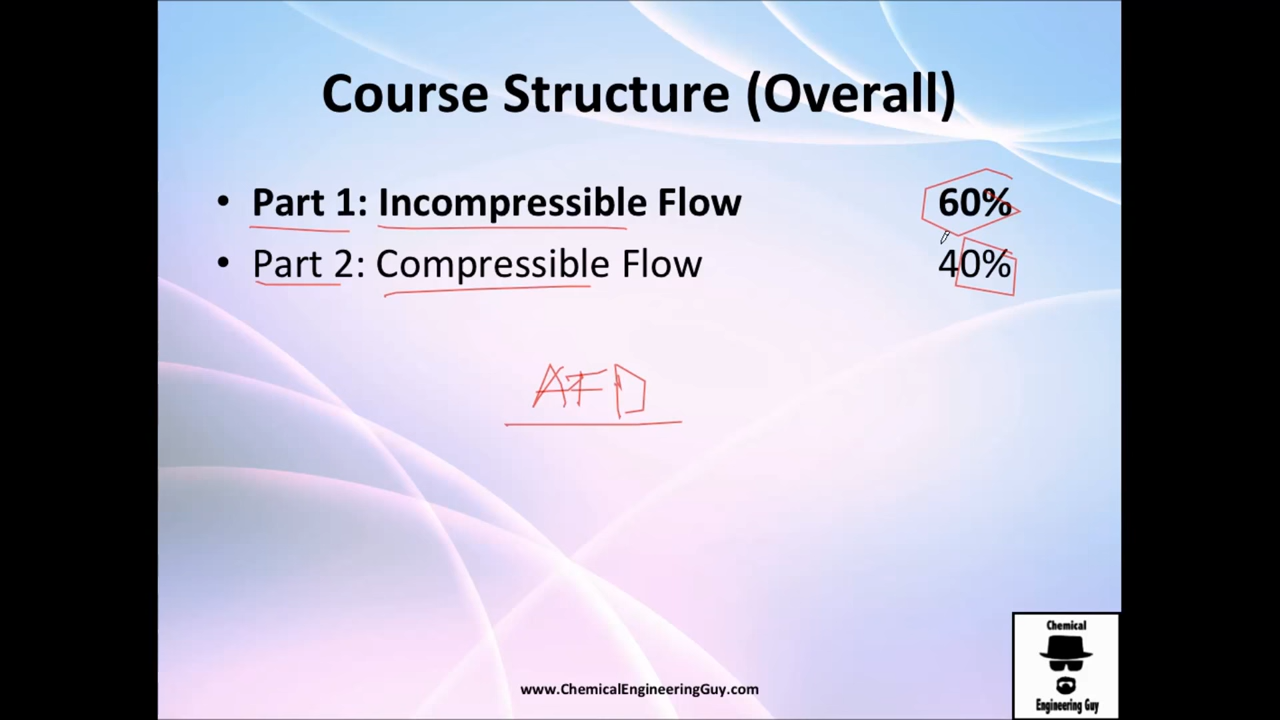 Course Structure (Overall)
• Part 1: Incompressible Flow 60%
• Part 2: Compressible Flow 40%
AFD
www.ChemicalEngineeringGuy.com
Chemical
Engineering Guy